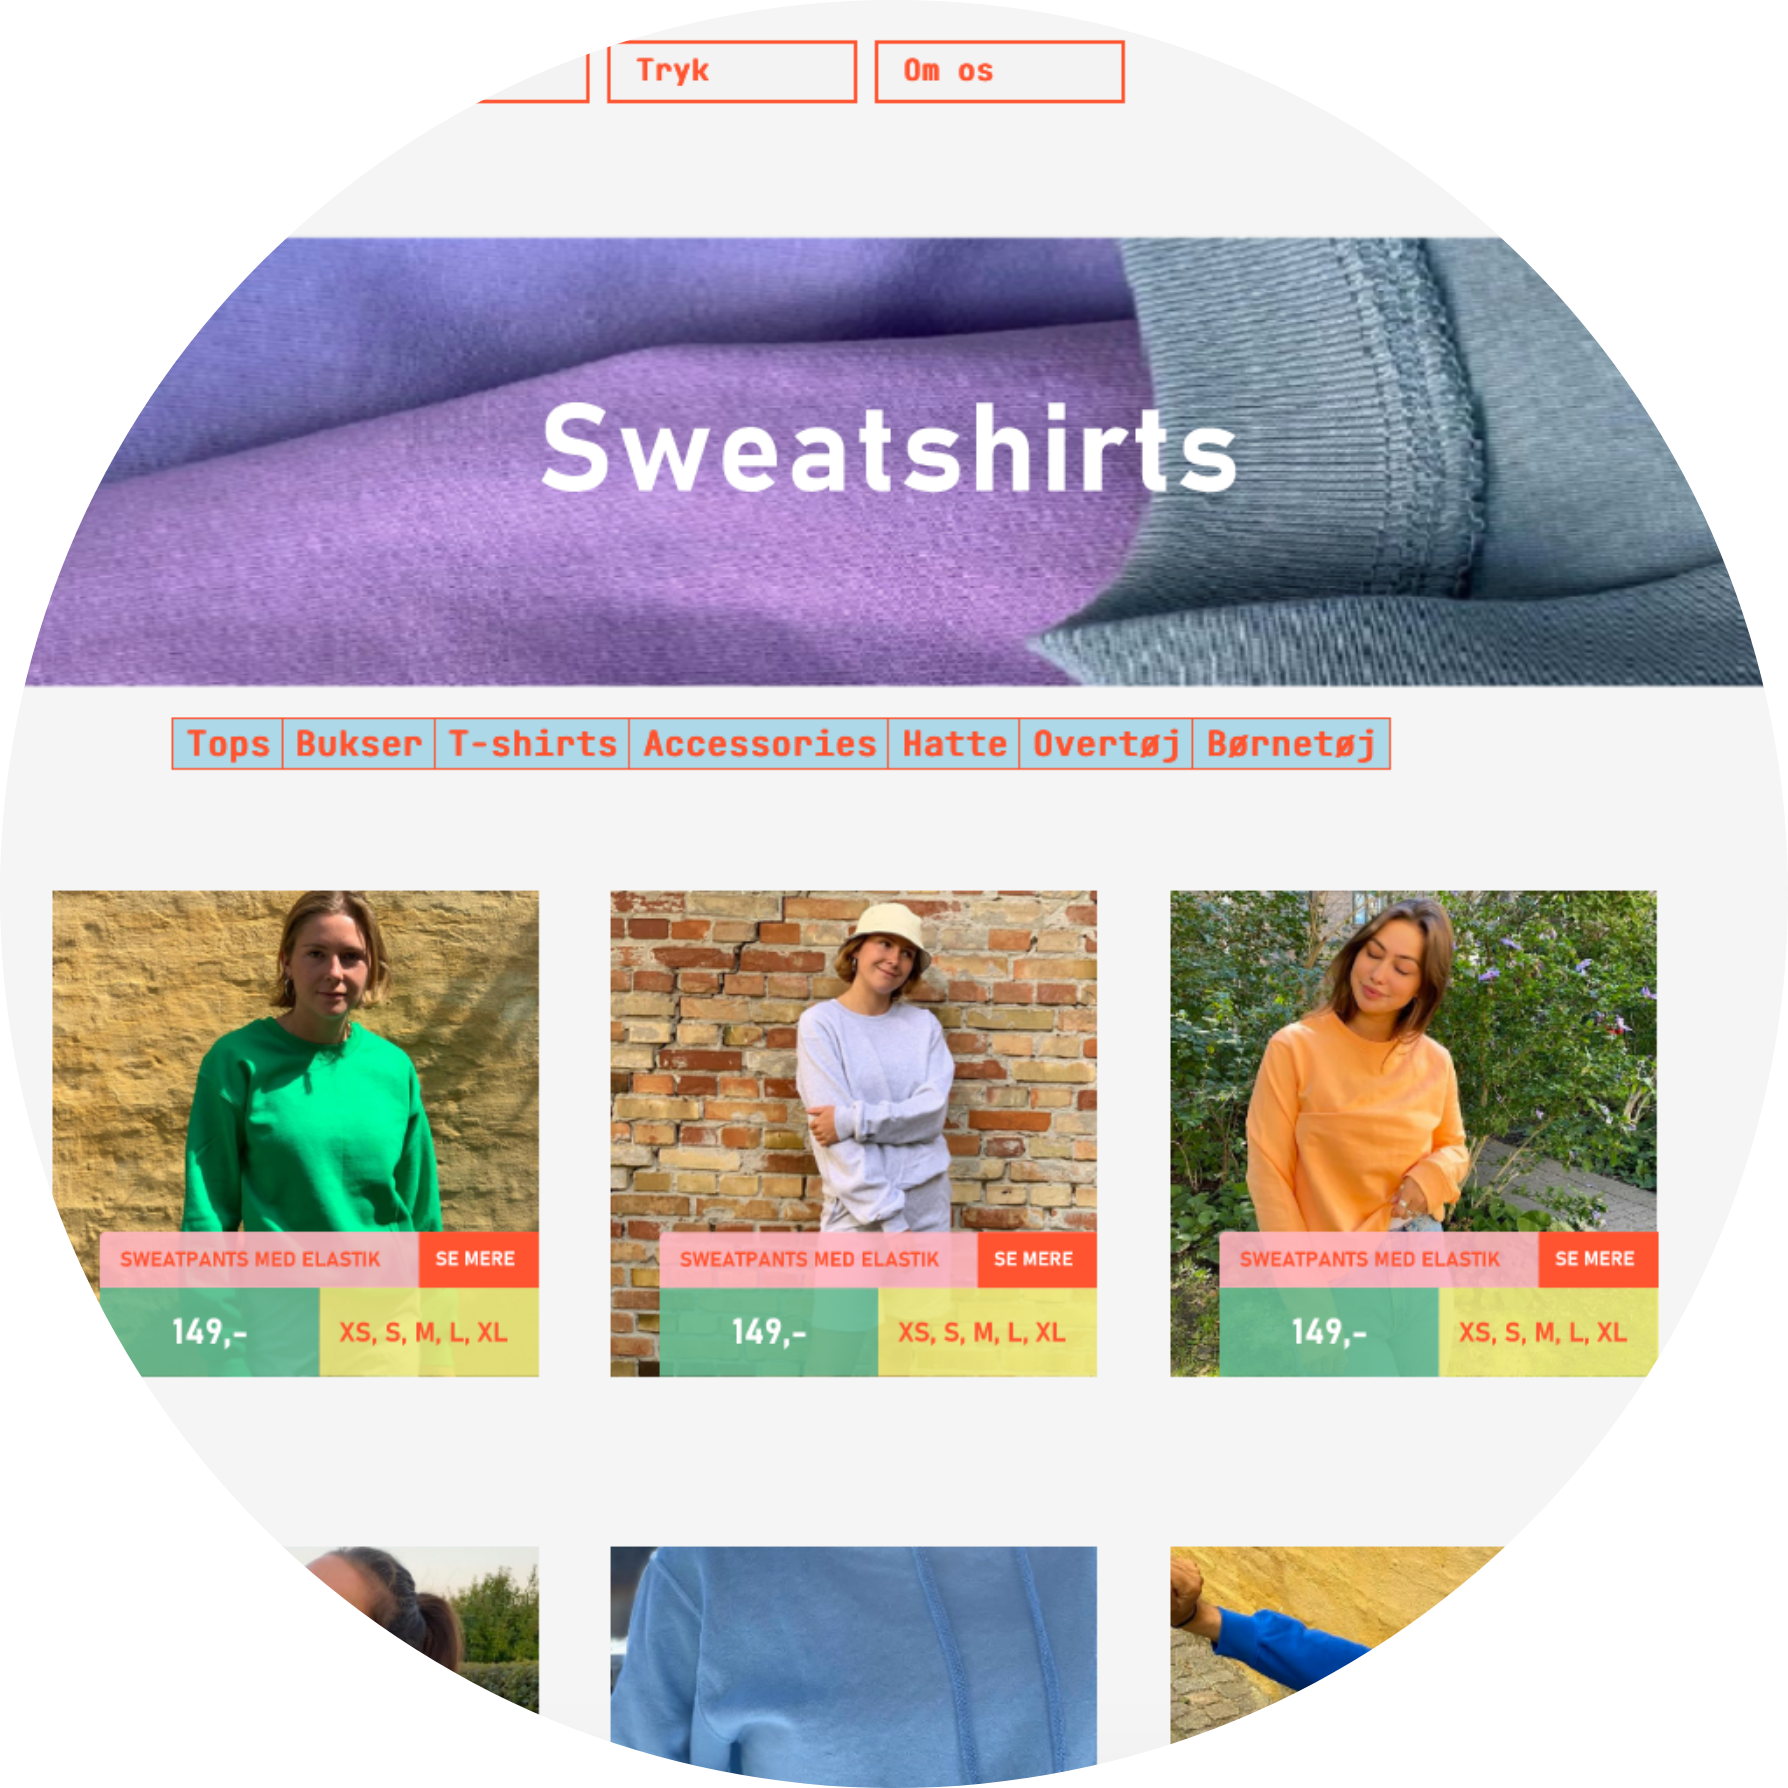 Tryk
Om os
Sweatshirts
Tops Bukser T-shirts Accessories Hatte Overtøj Børnetøj
SWEATPANTS MED ELASTIK SE MERE
149,- XS, S, M, L, XL
SWEATPANTS MED ELASTIK SE MERE
149,- XS, S, M, L, XL
SWEATPANTS MED ELASTIK SE MERE
149,- XS, S, M, L, XL